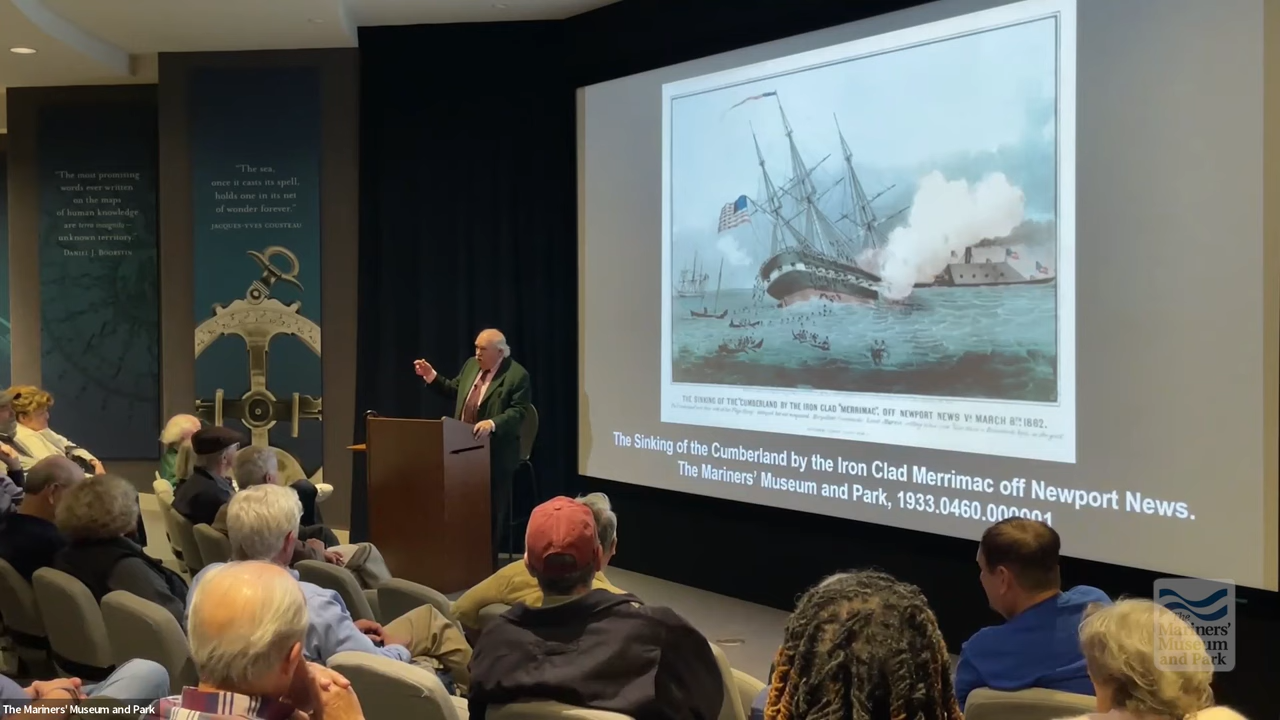 "The most promising
words ever written
on the maps
of human knowledge
are terra incognita—
unknown territory."
DANIEL J. BOORSTIN
"The sea,
once it casts its spell,
holds one in its net
of wonder forever."
JACQUES-YVES COUSTEAU
THE SINKING OF THE "CUMBERLAND BY THE IRON CLAD "MERRIMAC", OFF NEWPORT NEWS VA MARCH 8TH 1862.
The Sinking of the Cumberland by the Iron Clad Merrimac off Newport News.
The Mariners' Museum and Park, 1933.0460.000001
The
Mariners'
Museum
and Park
The Mariners' Museum and Park